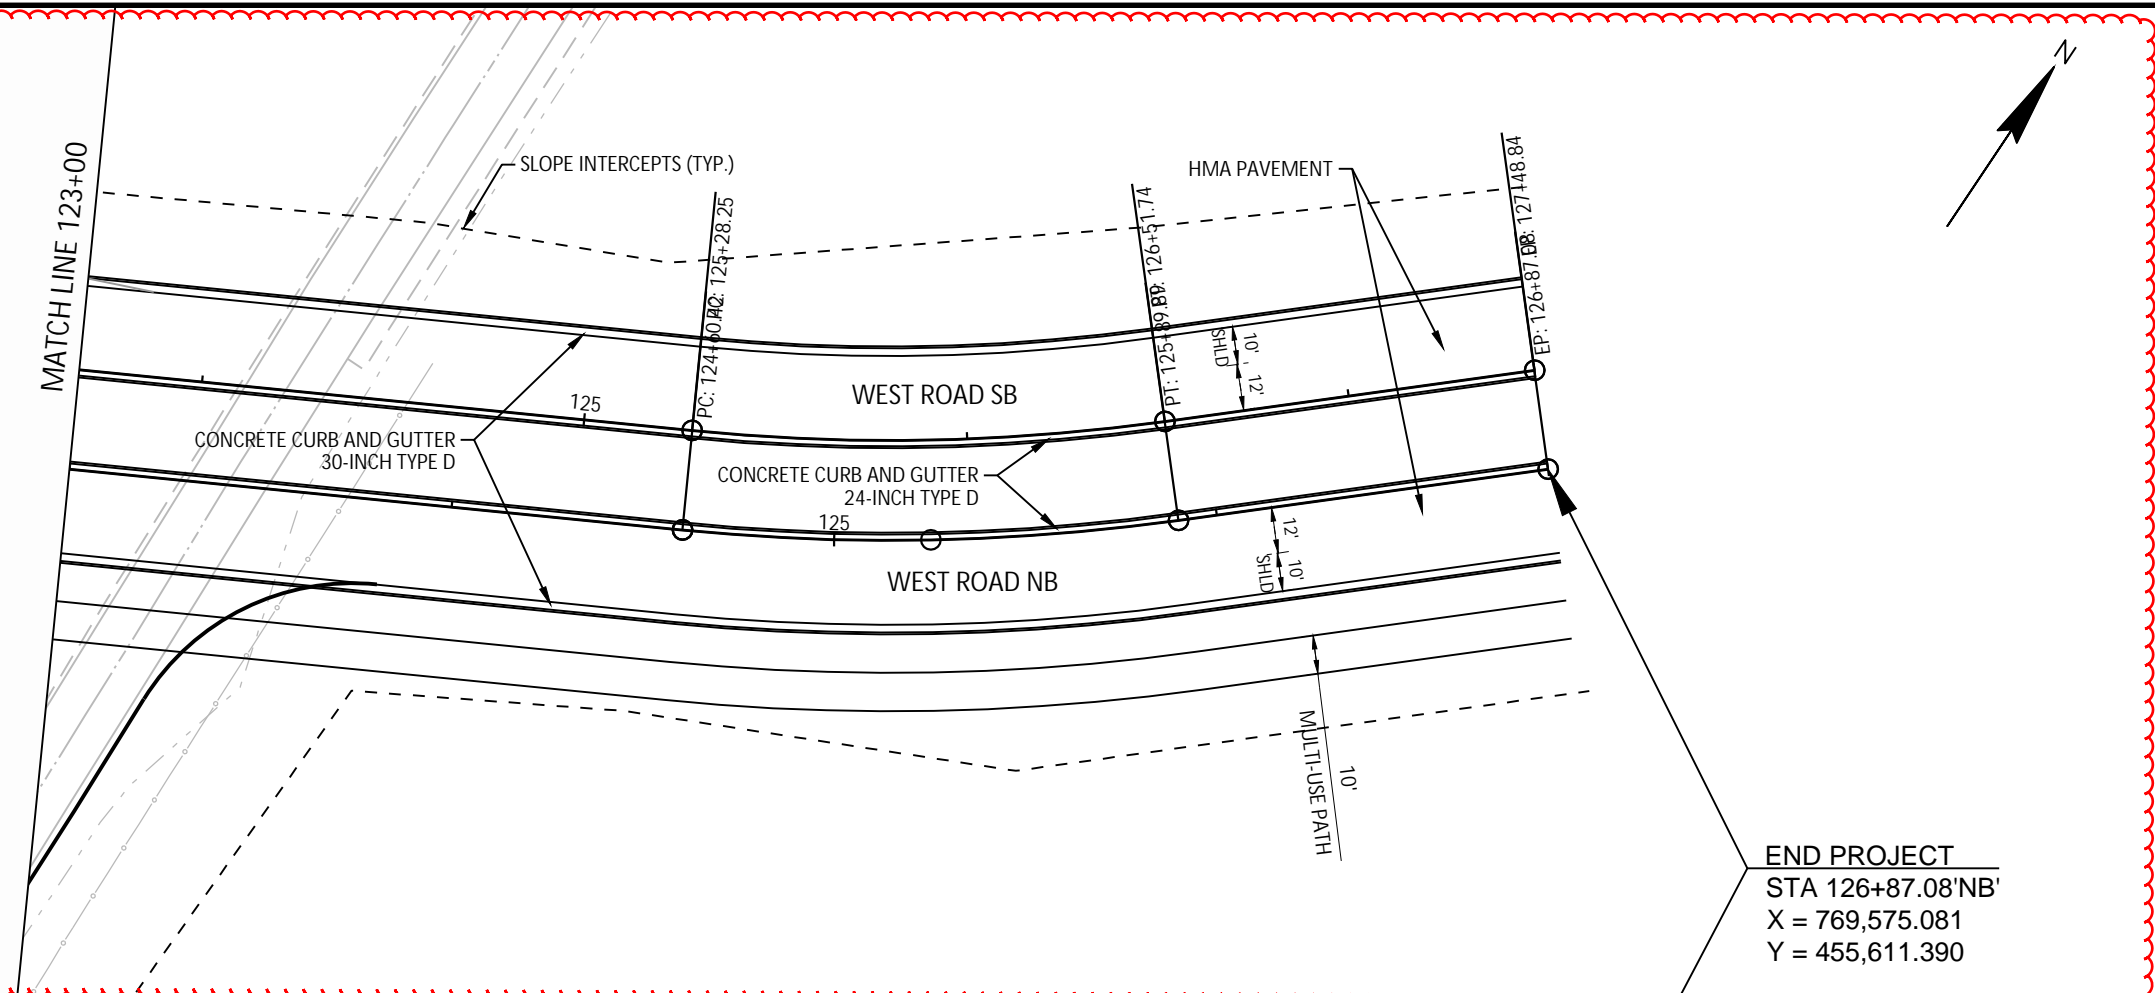 N
MATCH LINE 123+00
SLOPE INTERCEPTS (TYP.)
HMA PAVEMENT
PC: 125+28.25
PC: 124+60.42
PT: 126+51.74
PT: 125+89.89
EP: 127+48.84
EP: 126+87.08
10'
SHLD
12'
WEST ROAD SB
125
CONCRETE CURB AND GUTTER
30-INCH TYPE D
CONCRETE CURB AND GUTTER
24-INCH TYPE D
125
12'
10'
SHLD
WEST ROAD NB
10'
MULTI-USE PATH
END PROJECT
STA 126+87.08'NB'
X = 769,575.081
Y = 455,611.390